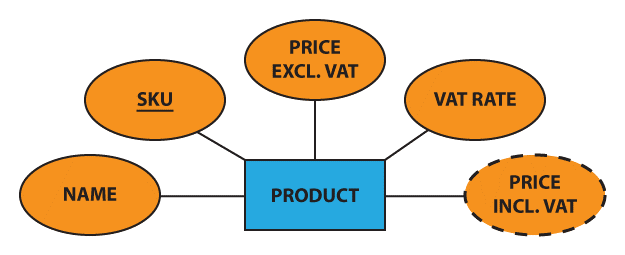 PRICE
EXCL. VAT
SKU
VAT RATE
NAME
PRODUCT
PRICE
INCL. VAT